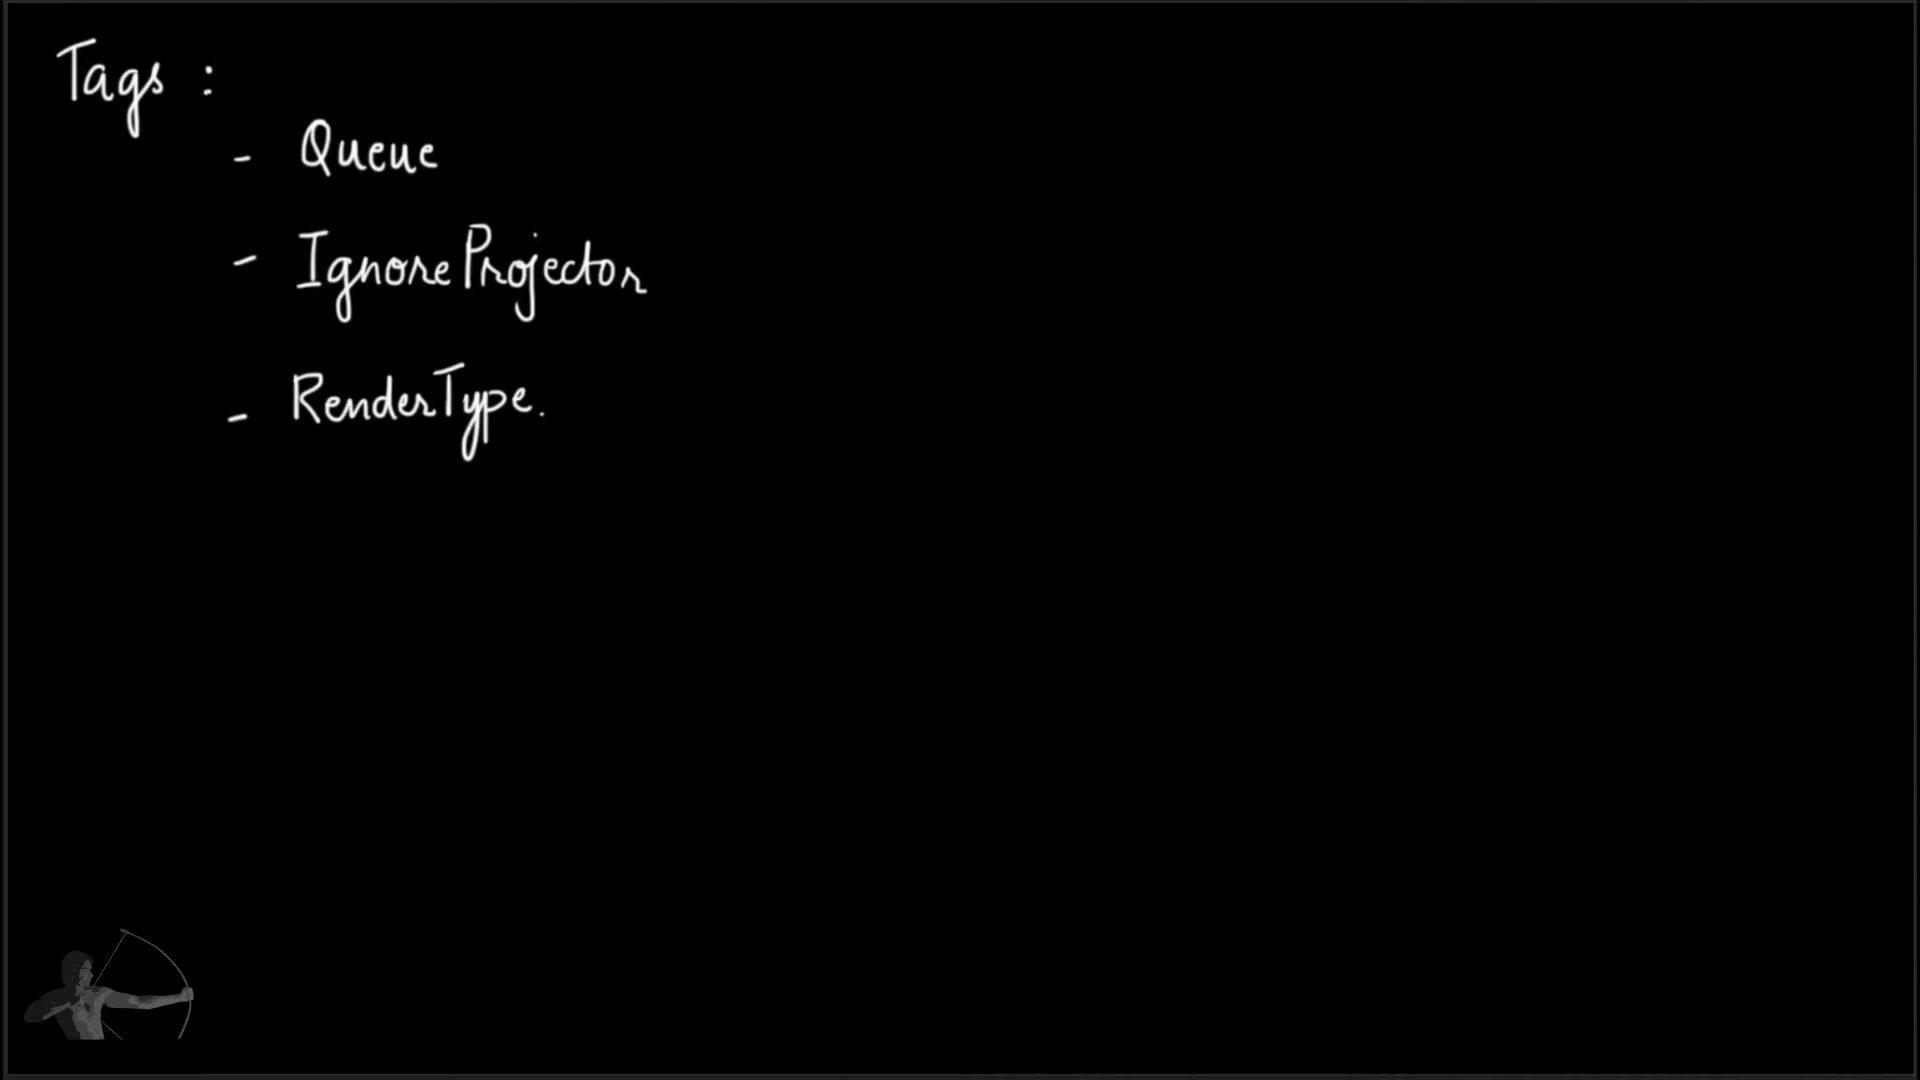 Tags :
- Queue
- IgnoreProjector
- RenderType.